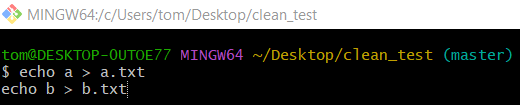 MINGW64:/c/Users/tom/Desktop/clean_test
tom@DESKTOP-OUTOE77 MINGW64 ~/Desktop/clean_test (master)
$ echo a > a.txt
echo b > b.txt